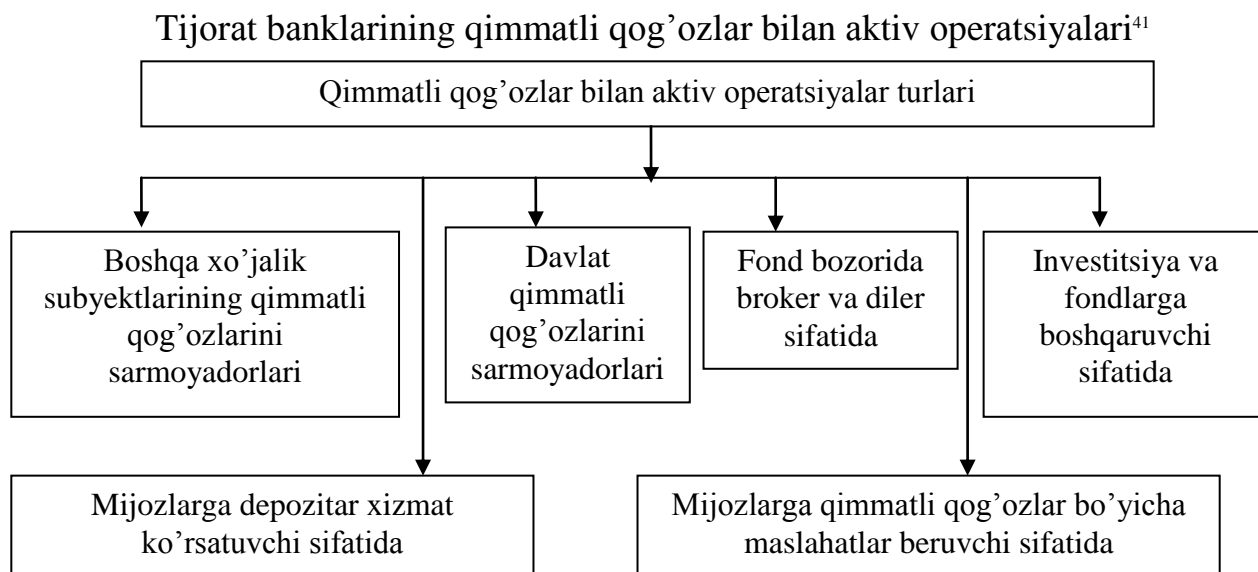 Tijorat banklarining qimmatli qog’ozlar bilan aktiv operatsiyalari41
Qimmatli qog’ozlar bilan aktiv operatsiyalar turlari
Boshqa xo’jalik
subyektlarining qimmatli
qog’ozlarini
sarmoyadorlari
Davlat
qimmatli
qog’ozlarini
sarmoyadorlari
Fond bozorida
broker va diler
sifatida
Investitsiya va
fondlarga
boshqaruvchi
sifatida
Mijozlarga depozitar xizmat
ko’rsatuvchi sifatida
Mijozlarga qimmatli qog’ozlar bo’yicha
maslahatlar beruvchi sifatida